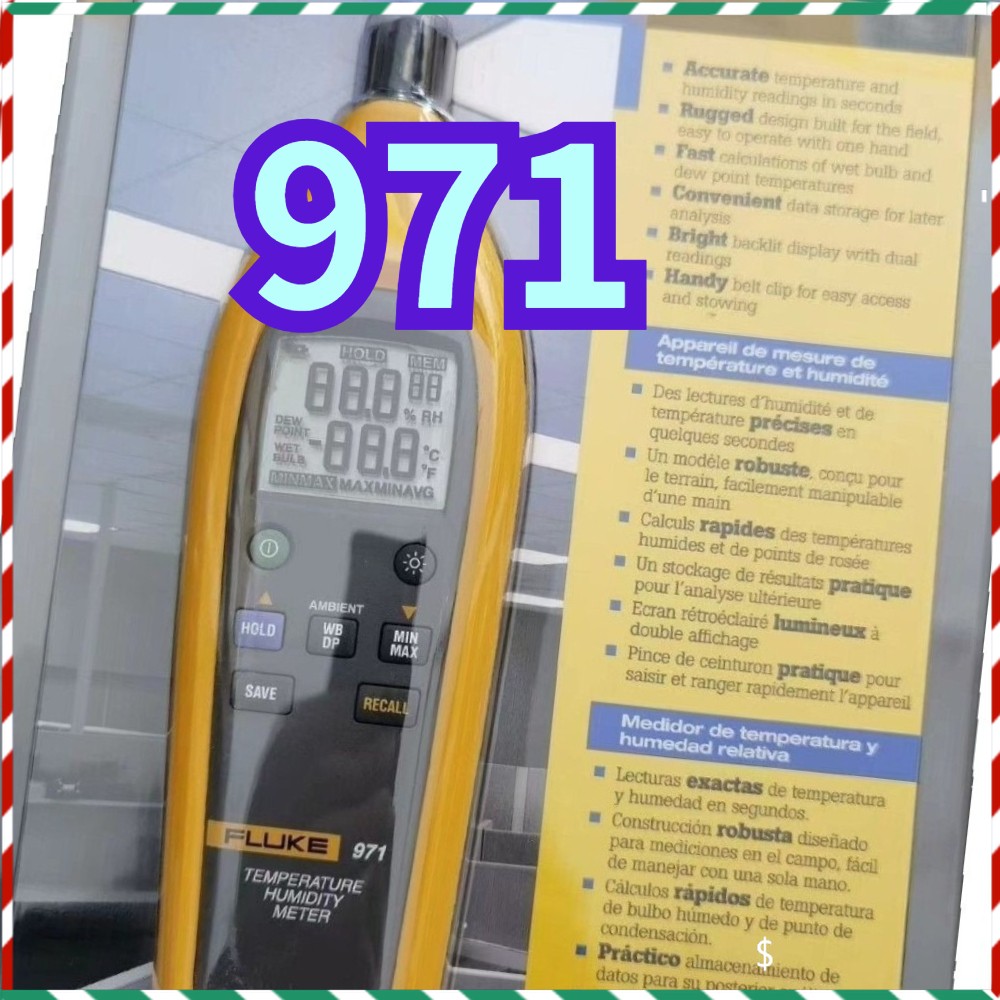 971
HOLD
MEM
888 88
% RH
DEW
POINT
-888 °C
WET
BULB
°F
MINMAX MAXMINAVG
AMBIENT
HOLD
WB
DP
MIN
MAX
SAVE
RECALL
FLUKE 971
TEMPERATURE
HUMIDITY
METER
Accurate temperature and
humidity readings in seconds
Rugged design built for the field,
easy to operate with one hand
Fast calculations of wet bulb and
dew point temperatures
Convenient data storage for later
analysis
Bright backlit display with dual
readings
Handy belt clip for easy access
and stowing
Appareil de mesure de
température et humidité
Des lectures d'humidité et de
température précises en
quelques secondes
Un modèle robuste, conçu pour
le terrain, facilement manipulable
d'une main
Calculs rapides des températures
humides et de points de rosée
Un stockage de résultats pratique
pour l'analyse ultérieure
Ecran rétroéclairé lumineux à
double affichage
Pince de ceinturon pratique pour
saisir et ranger rapidement l'appareil
Medidor de temperatura y
humedad relativa
Lecturas exactas de temperatura
y humedad en segundos.
Construcción robusta diseñado
para mediciones en el campo, fácil
de manejar con una sola mano.
Cálculos rápidos de temperatura
de bulbo húmedo y de punto de
condensación.
Práctico almacenamiento de
datos para su posterior
$